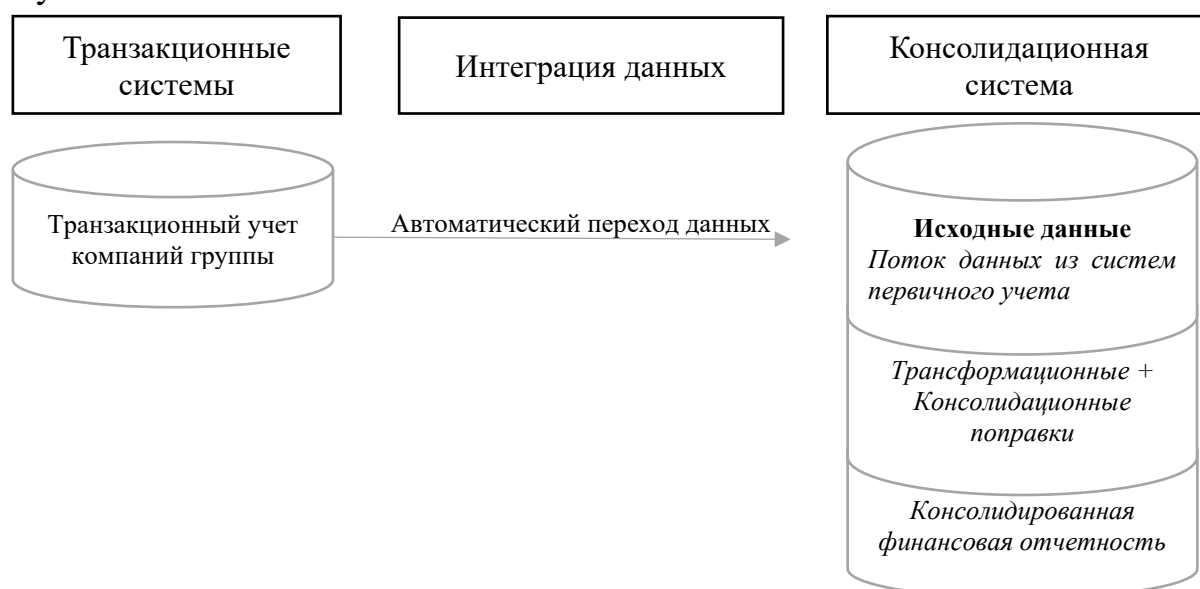 Транзакционные
системы
Интеграция данных
Консолидационная
система
Транзакционный учет
компаний группы
Автоматический переход данных
Исходные данные
Поток данных из систем
первичного учета
Трансформационные +
Консолидационные
поправки
Консолидированная
финансовая отчетность